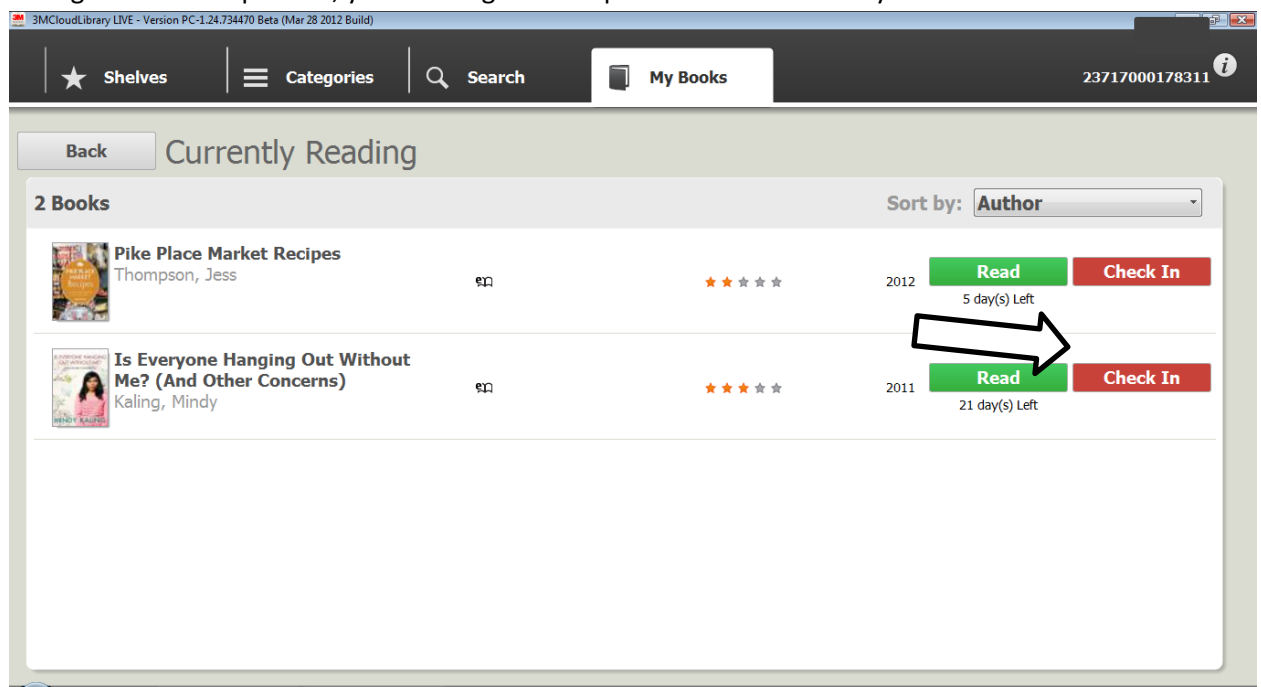 3MCloudLibrary LIVE - Version PC-1.24.734470 Beta (Mar 28 2012 Build)
Shelves Categories Search My Books 23717000178311 i
Back Currently Reading
2 Books Sort by: Author
Pike Place Market Recipes
Thompson, Jess
2012 Read Check In
5 day(s) Left
Is Everyone Hanging Out Without
Me? (And Other Concerns)
Kaling, Mindy
2011 Read Check In
21 day(s) Left